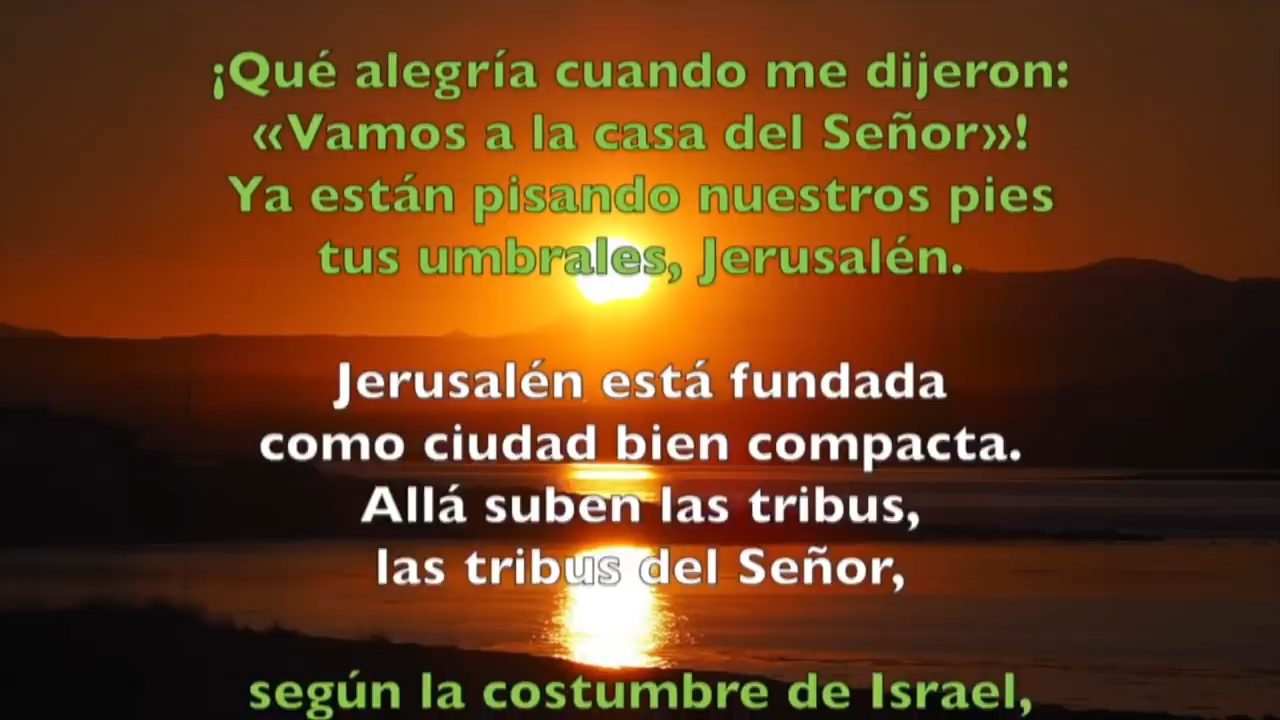 ¡Qué alegría cuando me dijeron:
«Vamos a la casa del Señor»!
Ya están pisando nuestros pies
tus umbrales, Jerusalén.
Jerusalén está fundada
como ciudad bien compacta.
Allá suben las tribus,
las tribus del Señor,
según la costumbre de Israel,